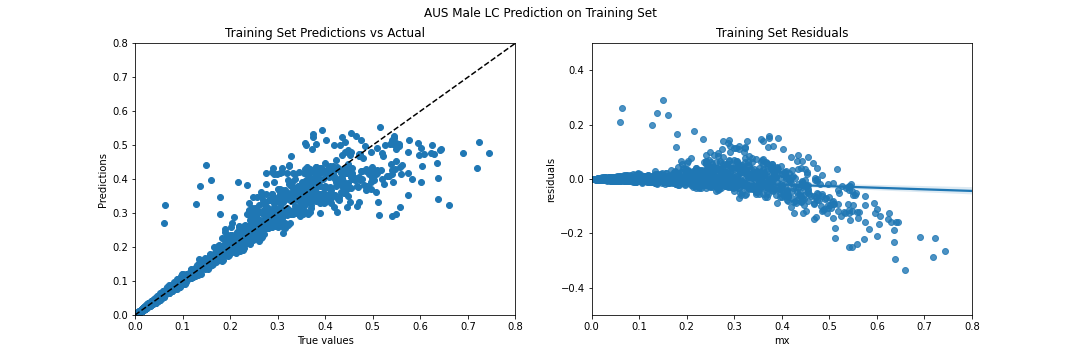 AUS Male LC Prediction on Training Set
Training Set Predictions vs Actual
0.8
0.7
0.6
0.5
0.4
0.3
0.2
0.1
0.0
Predictions
0.0 0.1 0.2 0.3 0.4 0.5 0.6 0.7 0.8
True values
Training Set Residuals
0.4
0.2
0.0
−0.2
−0.4
residuals
0.0 0.1 0.2 0.3 0.4 0.5 0.6 0.7 0.8
mx